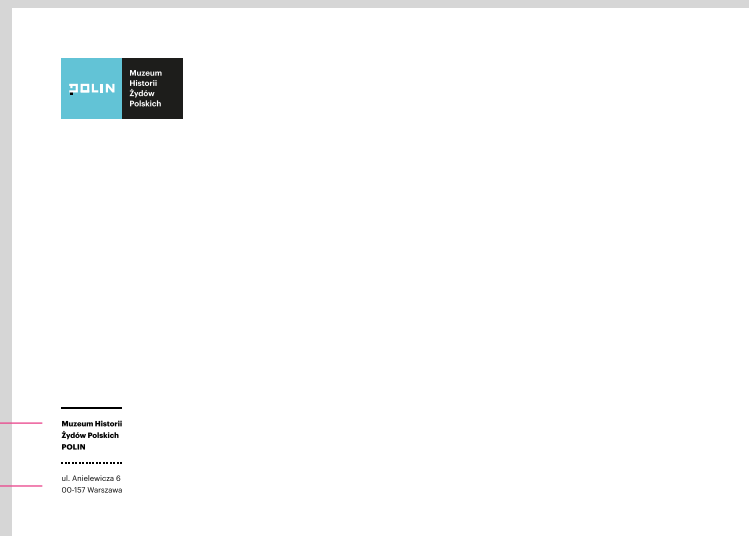 POLIN
Muzeum
Historii
Żydów
Polskich
Muzeum Historii
Żydów Polskich
POLIN
ul. Anielewicza 6
00-157 Warszawa